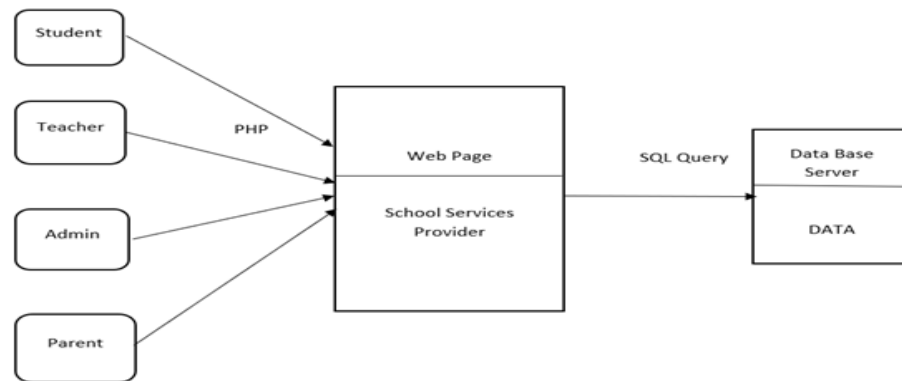 Student
Teacher
Admin
Parent
PHP
Web Page
School Services
Provider
SQL Query
Data Base
Server
DATA